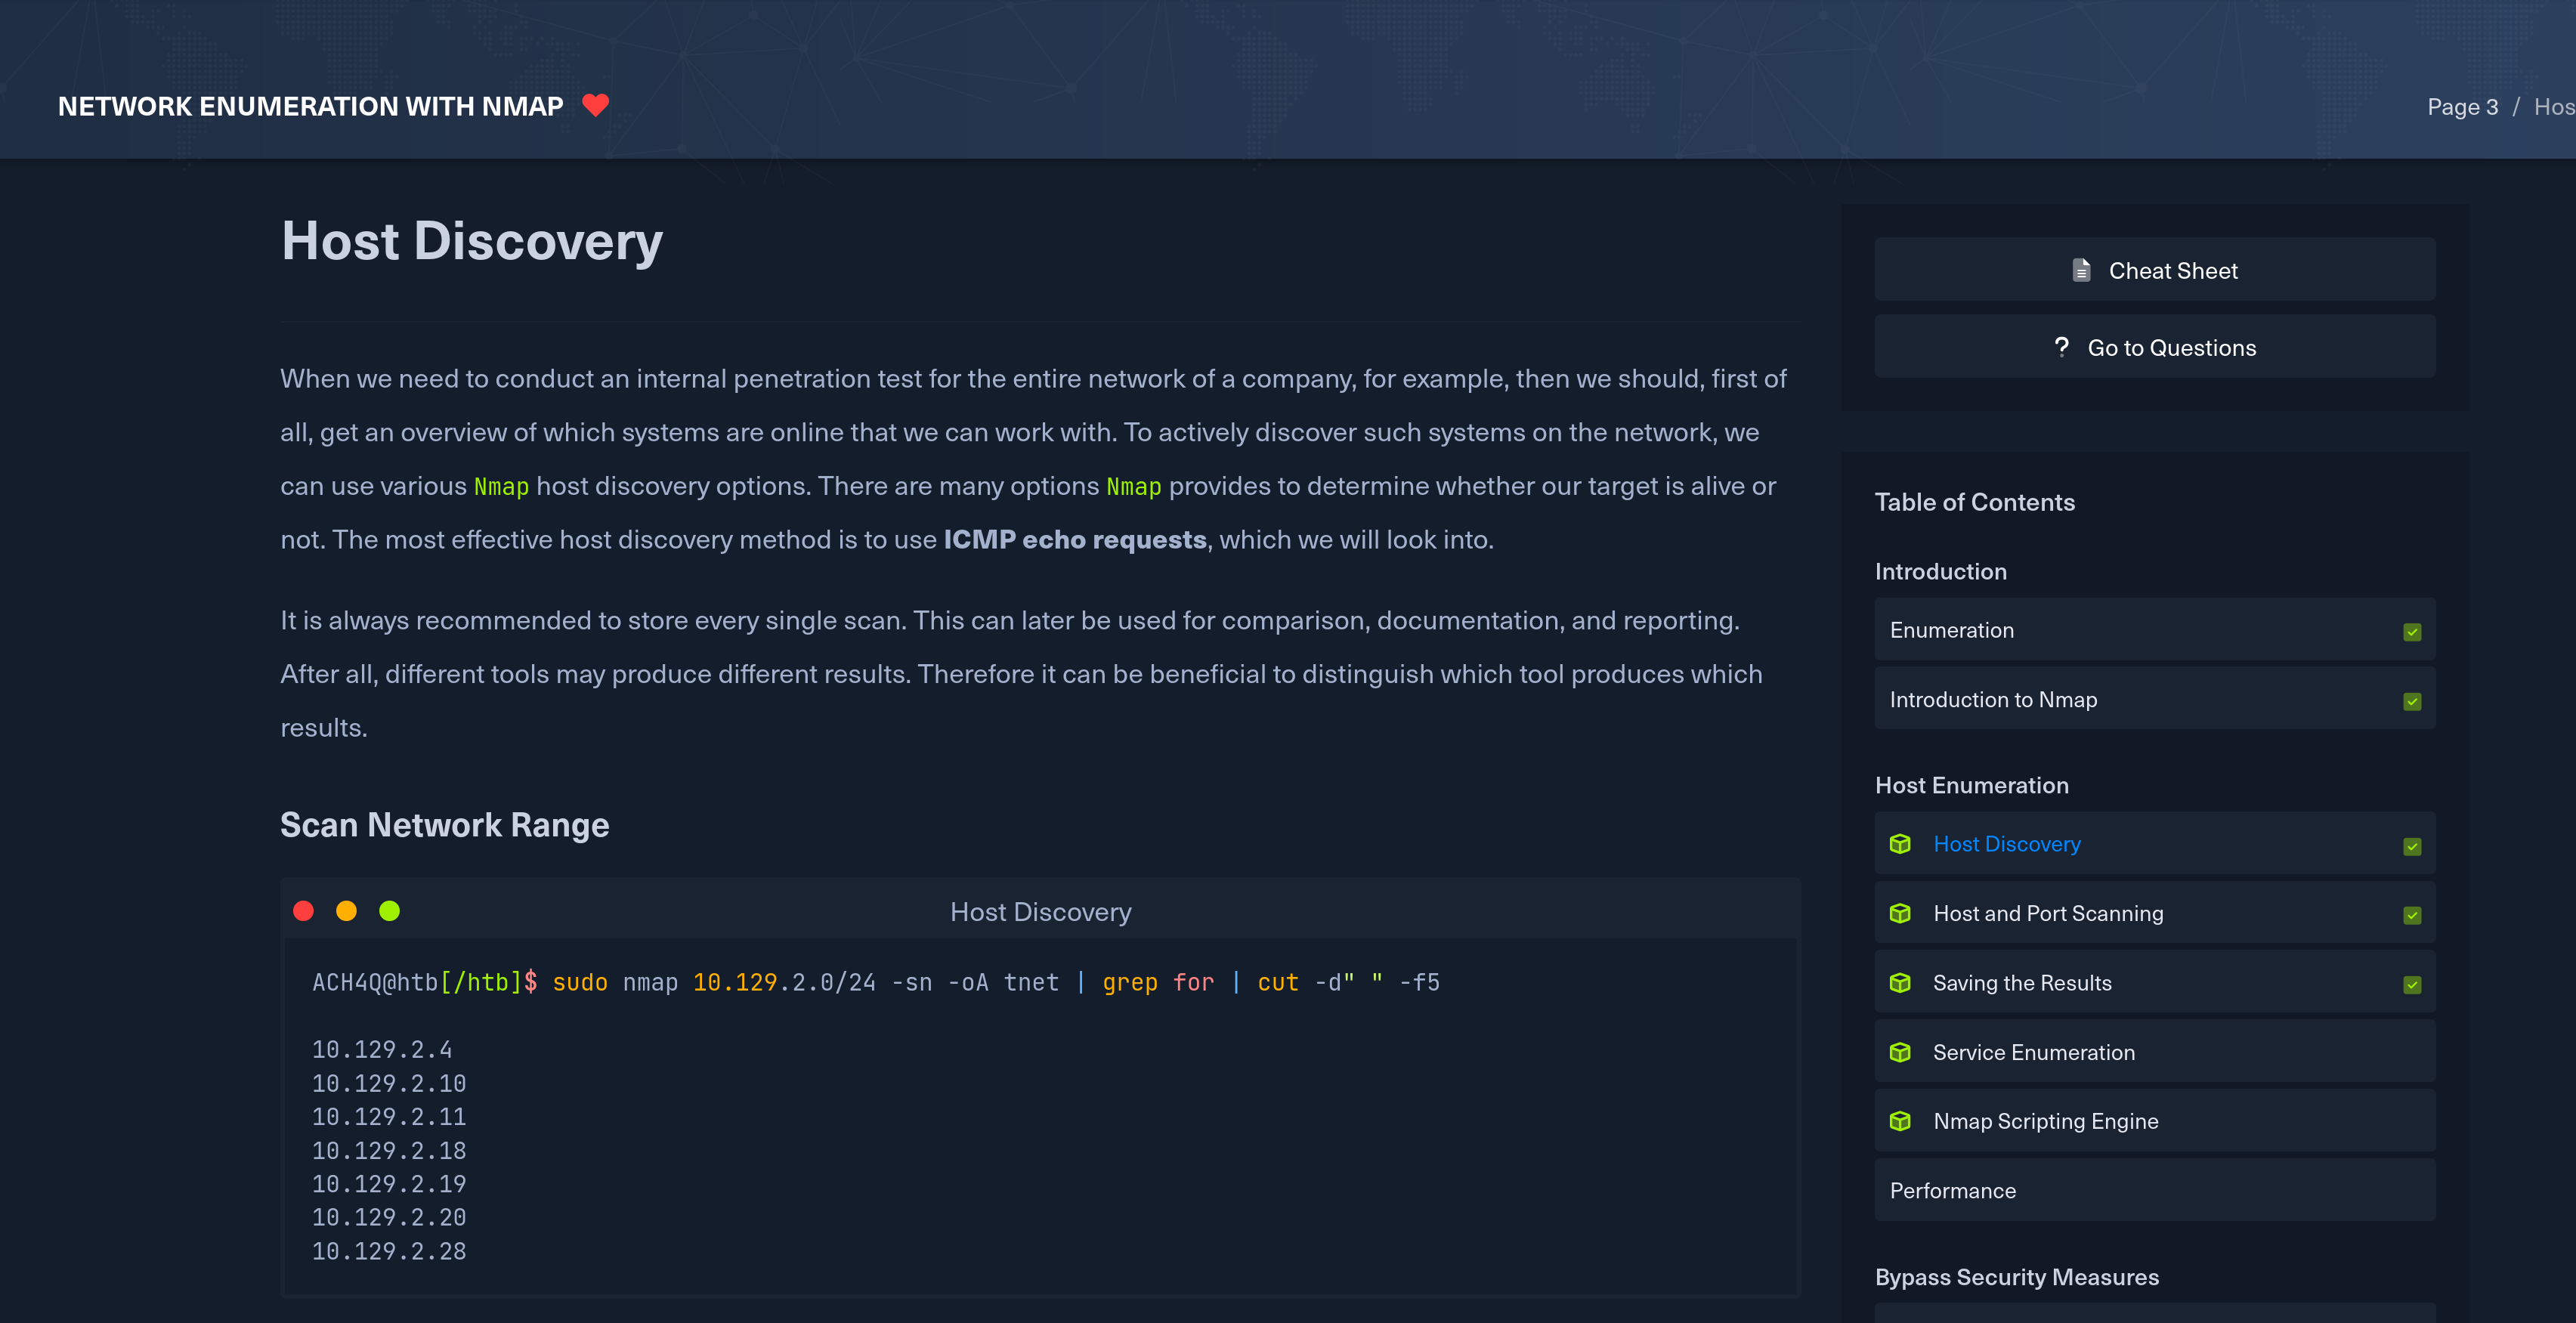 NETWORK ENUMERATION WITH NMAP
Page 3 / Hos
Host Discovery
When we need to conduct an internal penetration test for the entire network of a company, for example, then we should, first of
all, get an overview of which systems are online that we can work with. To actively discover such systems on the network, we
can use various Nmap host discovery options. There are many options Nmap provides to determine whether our target is alive or
not. The most effective host discovery method is to use ICMP echo requests, which we will look into.
It is always recommended to store every single scan. This can later be used for comparison, documentation, and reporting.
After all, different tools may produce different results. Therefore it can be beneficial to distinguish which tool produces which
results.
Scan Network Range
Host Discovery
ACH4Q@htb[/htb]$ sudo nmap 10.129.2.0/24 -sn -oA tnet | grep for | cut -d" " -f5
10.129.2.4
10.129.2.10
10.129.2.11
10.129.2.18
10.129.2.19
10.129.2.20
10.129.2.28
Cheat Sheet
? Go to Questions
Table of Contents
Introduction
Enumeration
Introduction to Nmap
Host Enumeration
Host Discovery
Host and Port Scanning
Saving the Results
Service Enumeration
Nmap Scripting Engine
Performance
Bypass Security Measures